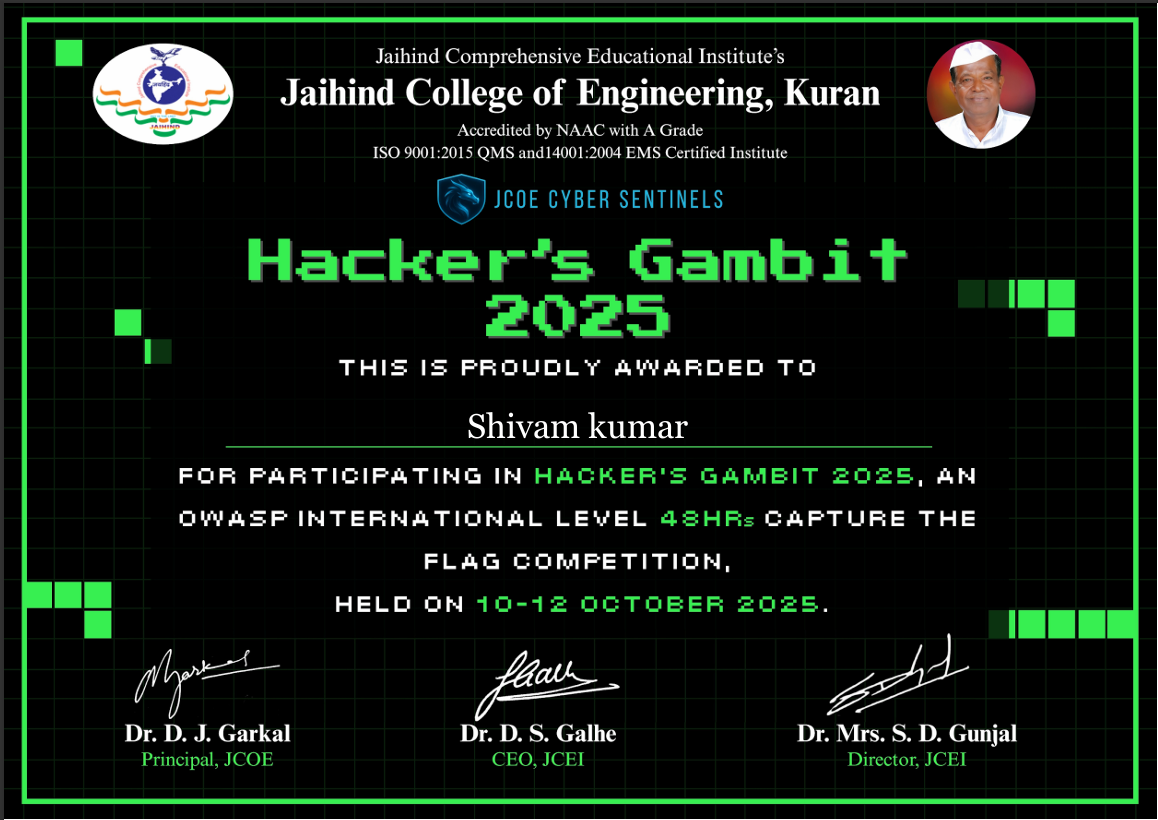 Jaihind Comprehensive Educational Institute's
Jaihind College of Engineering, Kuran
Accredited by NAAC with A Grade
ISO 9001:2015 QMS and14001:2004 EMS Certified Institute
JAIHIND
JCOE CYBER SENTINELS
Hacker's Gambit
2025
THIS IS PROUDLY AWARDED TO
Shivam kumar
FOR PARTICIPATING IN HACKER'S GAMBIT 2025, AN
OWASP INTERNATIONAL LEVEL 48HRs CAPTURE THE
FLAG COMPETITION,
HELD ON 10-12 OCTOBER 2025.
Dr. D. J. Garkal
Principal, JCOE
Dr. D. S. Galhe
CEO, JCEI
Dr. Mrs. S. D. Gunjal
Director, JCEI